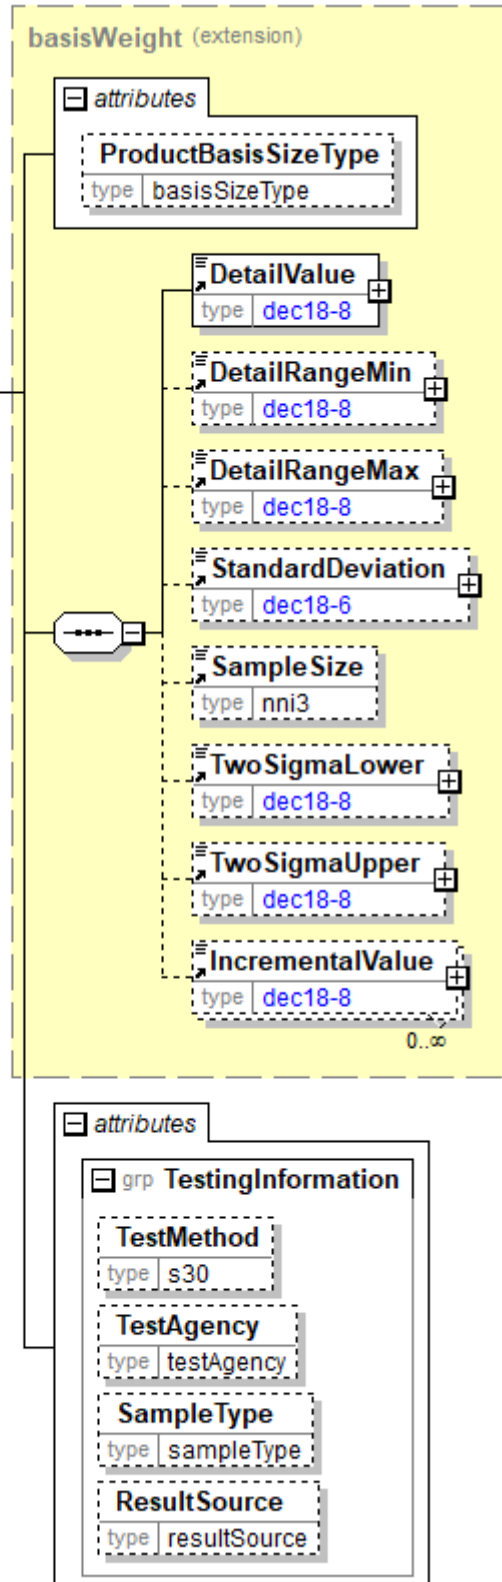 basisWeight (extension)
attributes
ProductBasisSizeType
type basisSizeType
DetailValue
type dec18-8
DetailRangeMin
type dec18-8
DetailRangeMax
type dec18-8
StandardDeviation
type dec18-6
SampleSize
type nni3
TwoSigmaLower
type dec18-8
TwoSigmaUpper
type dec18-8
IncrementalValue
type dec18-8
0..∞
attributes
grp TestingInformation
TestMethod
type s30
TestAgency
type testAgency
SampleType
type sampleType
ResultSource
type resultSource